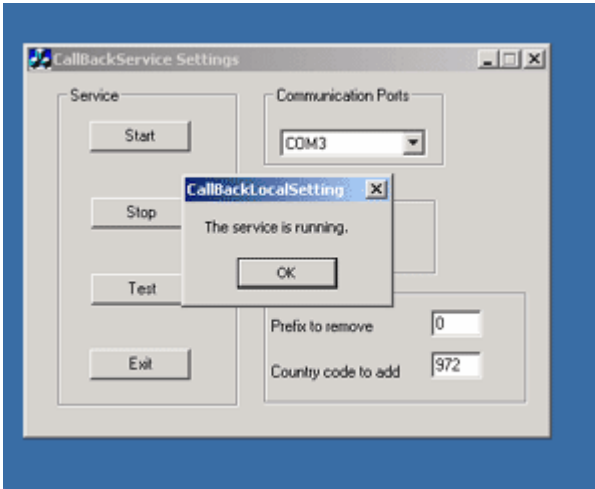 CallBackService Settings
Service
Start
Stop
Test
Exit
Communication Ports
COM3
CallBackLocalSetting
The service is running.
OK
Prefix to remove
0
Country code to add
972